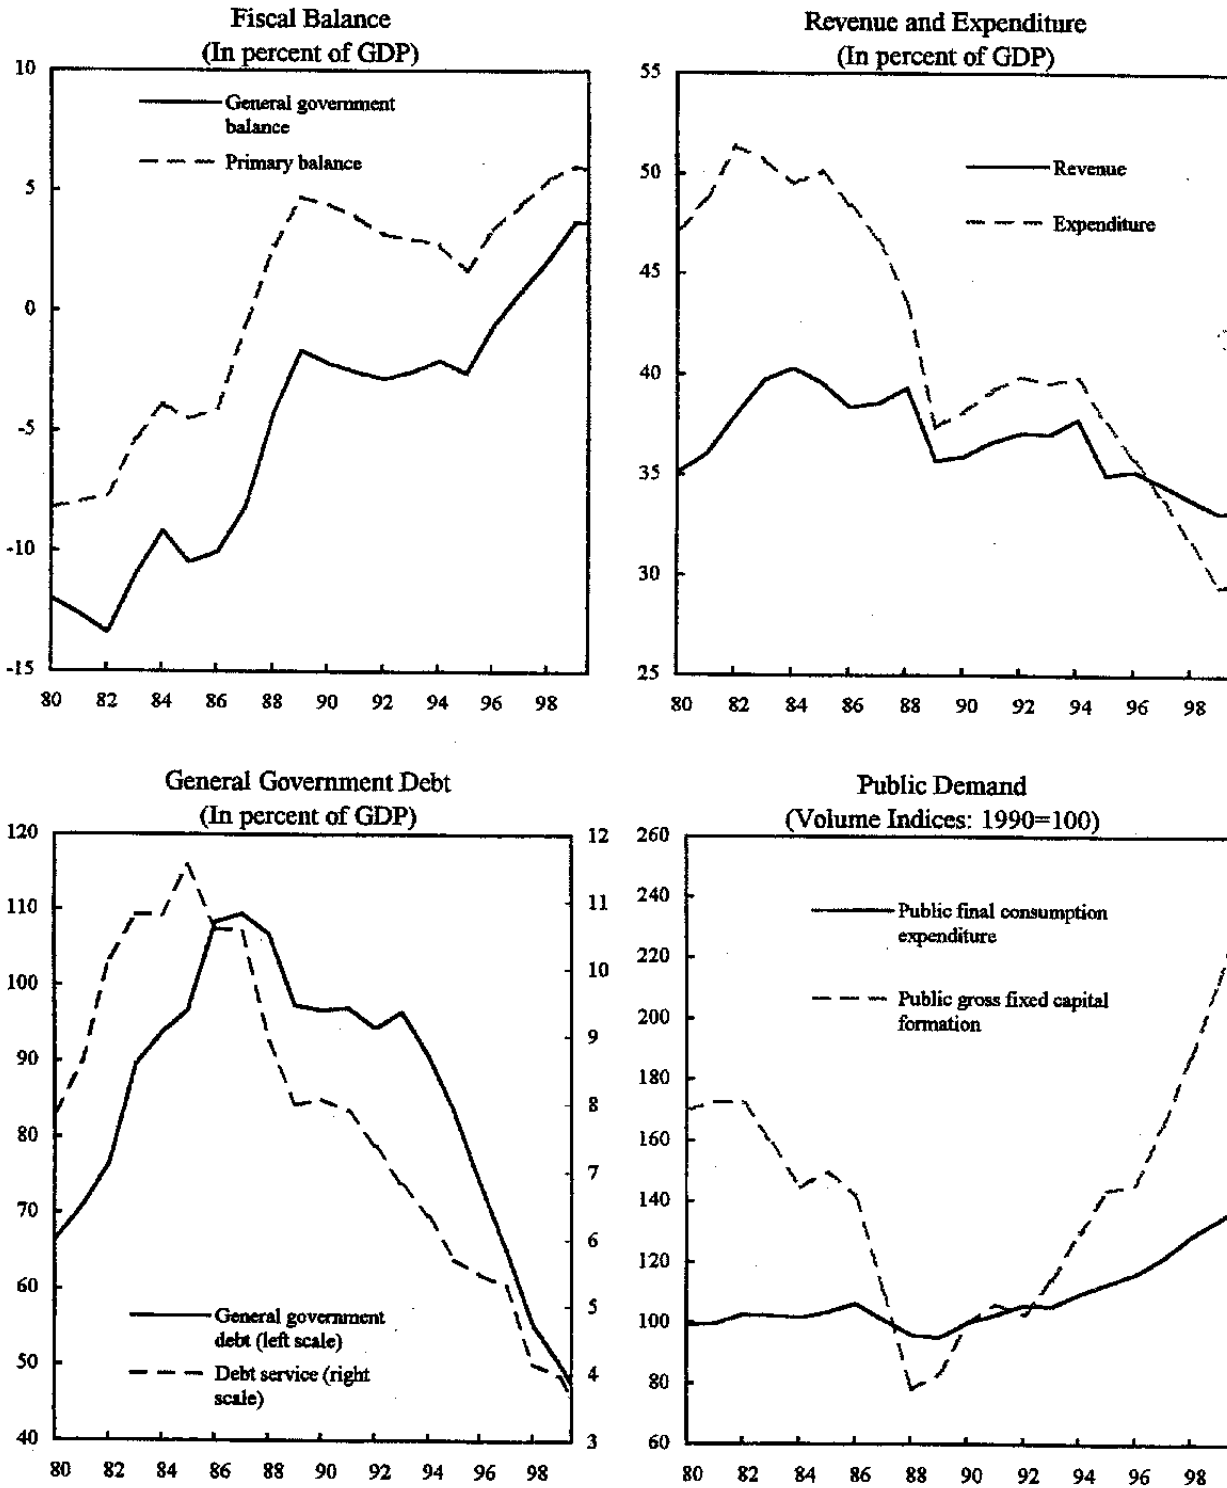 Fiscal Balance
(In percent of GDP)
10
5
0
-5
-10
-15
General government
balance
Primary balance
80 82 84 86 88 90 92 94 96 98
Revenue and Expenditure
(In percent of GDP)
55
50
45
40
35
30
25
Revenue
Expenditure
80 82 84 86 88 90 92 94 96 98
General Government Debt
(In percent of GDP)
120
110
100
90
80
70
60
50
40
12
11
10
9
8
7
6
5
4
3
General government
debt (left scale)
Debt service (right
scale)
80 82 84 86 88 90 92 94 96 98
Public Demand
(Volume Indices: 1990=100)
260
240
220
200
180
160
140
120
100
80
60
Public final consumption
expenditure
Public gross fixed capital
formation
80 82 84 86 88 90 92 94 96 98